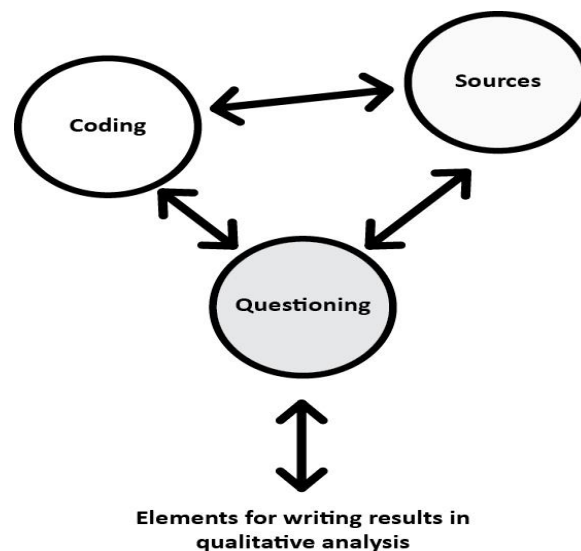 Sources
Coding
Questioning
Elements for writing results in
qualitative analysis